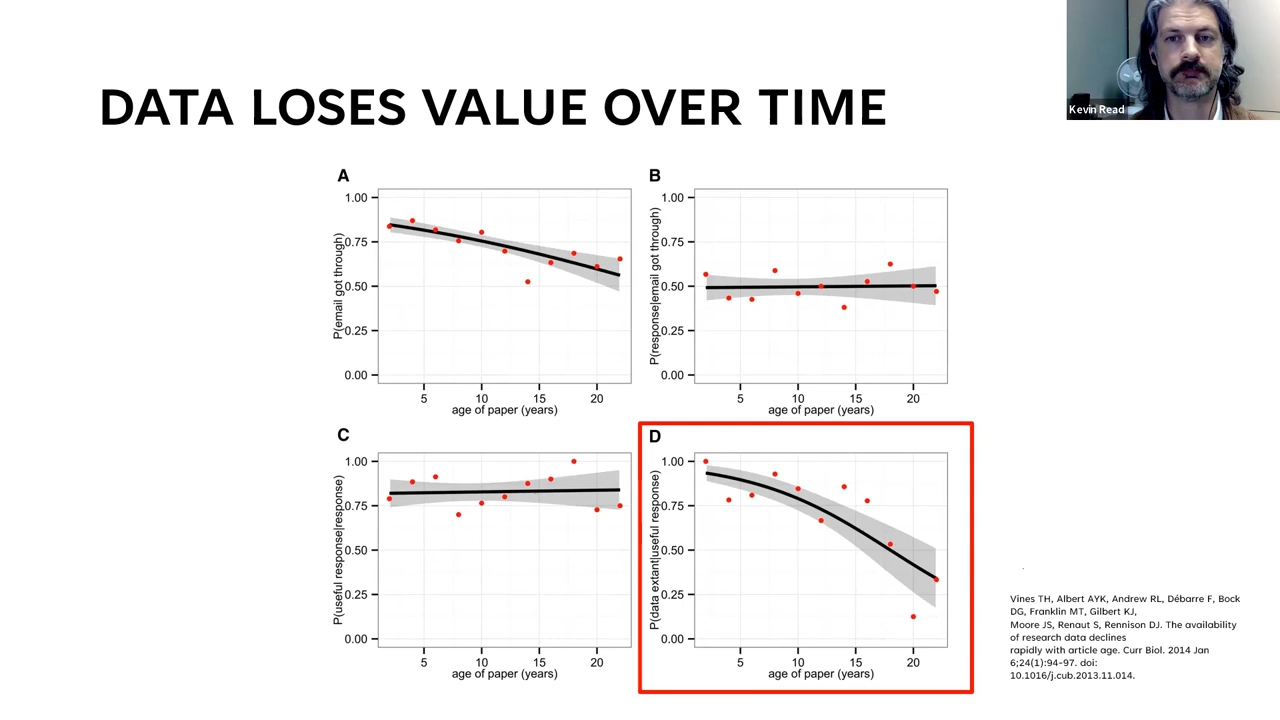 Kevin Read
DATA LOSES VALUE OVER TIME
A
P(email got through)
1.00
0.75
0.50
0.25
0.00
5 10 15 20
age of paper (years)
B
P(response|email got through)
1.00
0.75
0.50
0.25
0.00
5 10 15 20
age of paper (years)
C
P(useful response|response)
1.00
0.75
0.50
0.25
0.00
5 10 15 20
age of paper (years)
D
P(data extant|useful response)
1.00
0.75
0.50
0.25
0.00
5 10 15 20
age of paper (years)
Vines TH, Albert AYK, Andrew RL, Débarre F, Bock
DG, Franklin MT, Gilbert KJ,
Moore JS, Renaut S, Rennison DJ. The availability
of research data declines
rapidly with article age. Curr Biol. 2014 Jan
6;24(1):94-97. doi:
10.1016/j.cub.2013.11.014.